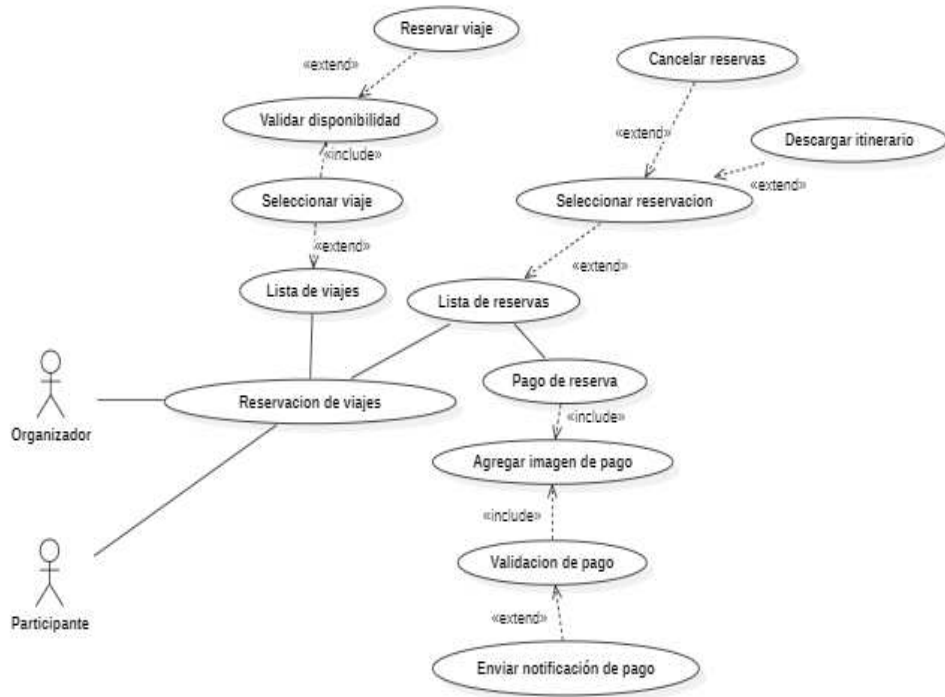 Reservar viaje
Cancelar reservas
«extend»
Validar disponibilidad
«extend»
Descargar itinerario
«include»
«extend»
Seleccionar viaje
Seleccionar reservacion
«extend»
«extend»
Lista de viajes
Lista de reservas
Pago de reserva
Reservacion de viajes
«include»
Organizador
Agregar imagen de pago
«include»
Validacion de pago
Participante
«extend»
Enviar notificación de pago